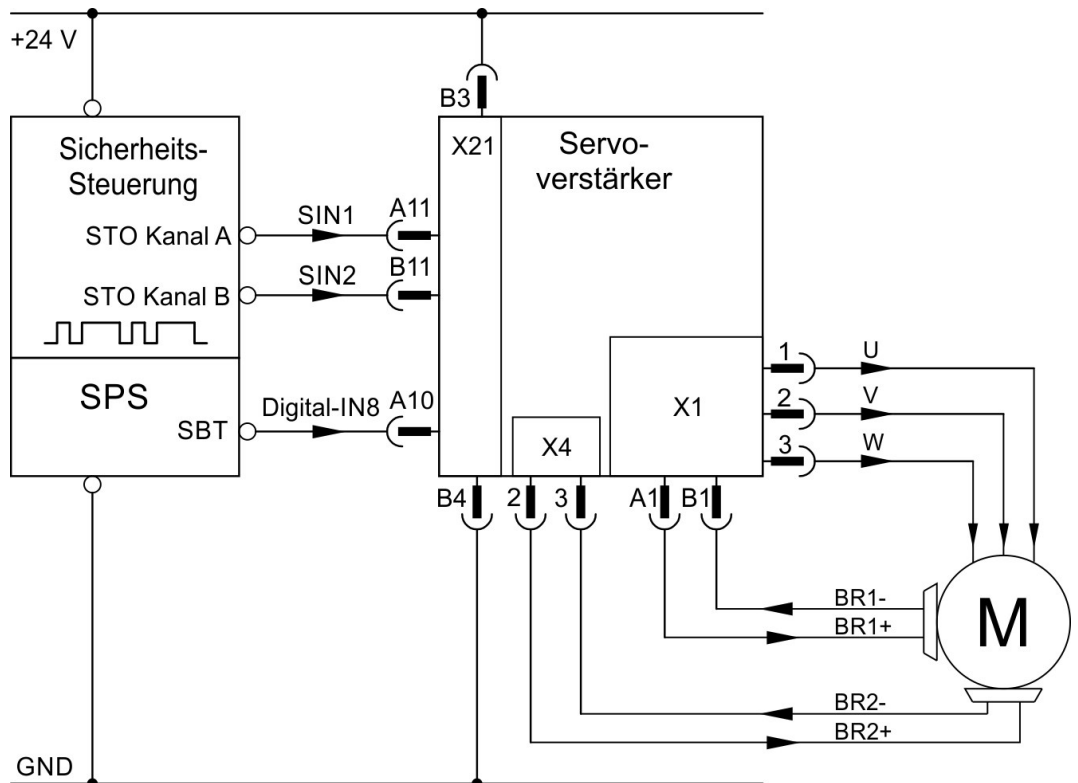 +24 V
B3
Sicherheits-
Steuerung
X21
Servo-
verstärker
STO Kanal A
SIN1
A11
STO Kanal B
SIN2
B11
SPS
SBT
Digital-IN8
A10
X4
X1
1
U
2
V
3
W
B4
2
3
A1
B1
BR1-
BR1+
M
BR2-
BR2+
GND